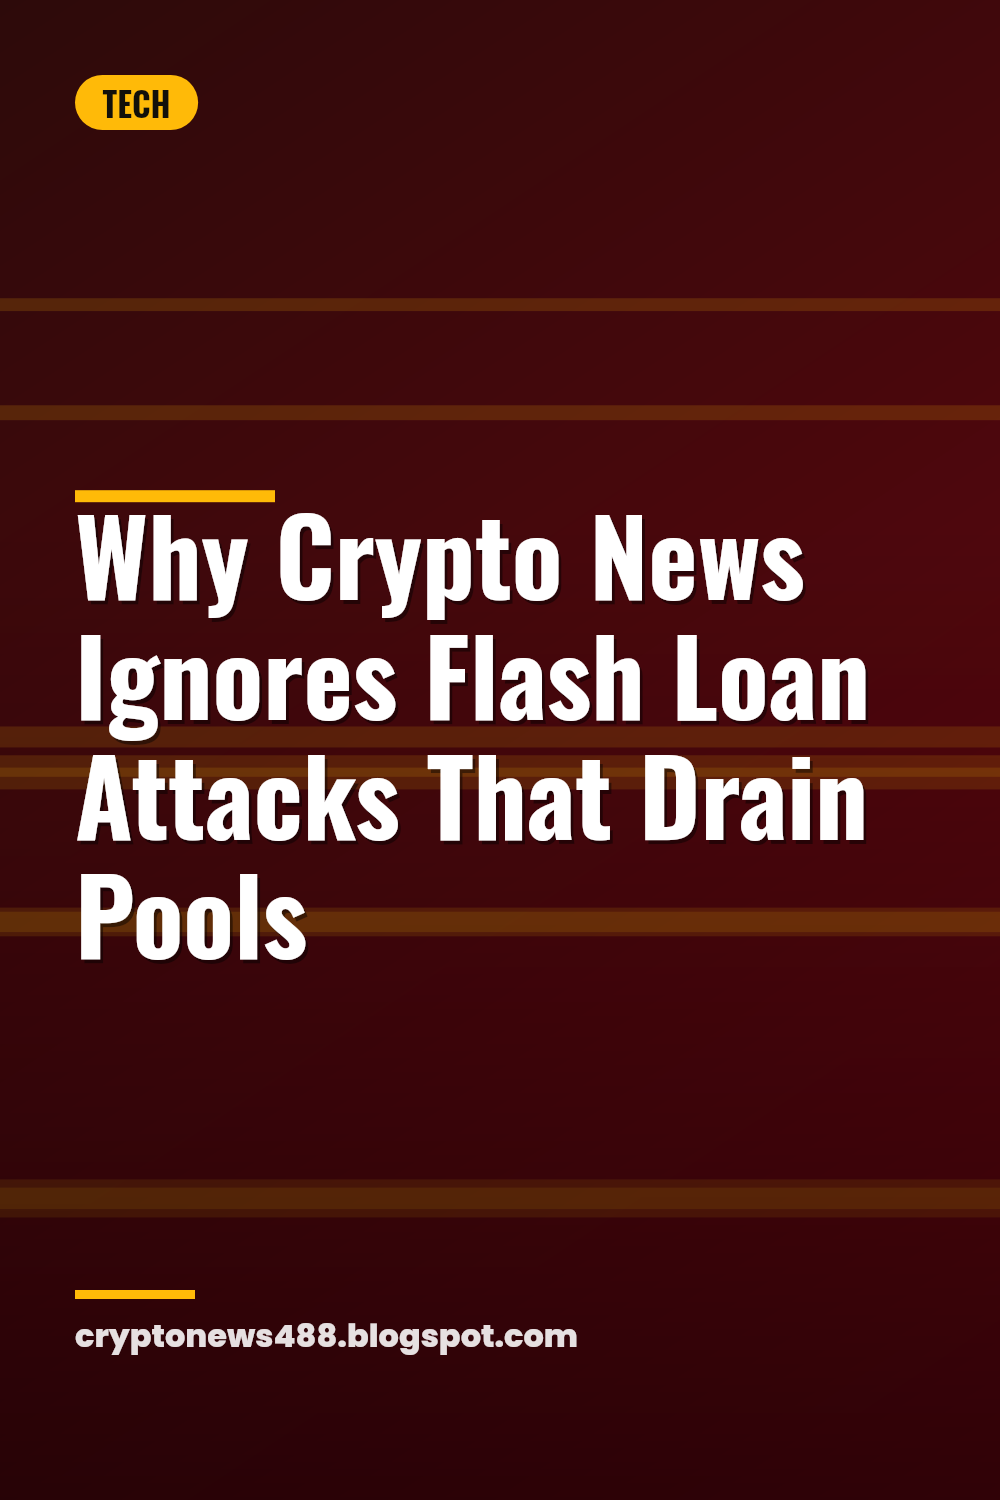 TECH
Why Crypto News
Ignores Flash Loan
Attacks That Drain
Pools
cryptonews488.blogspot.com